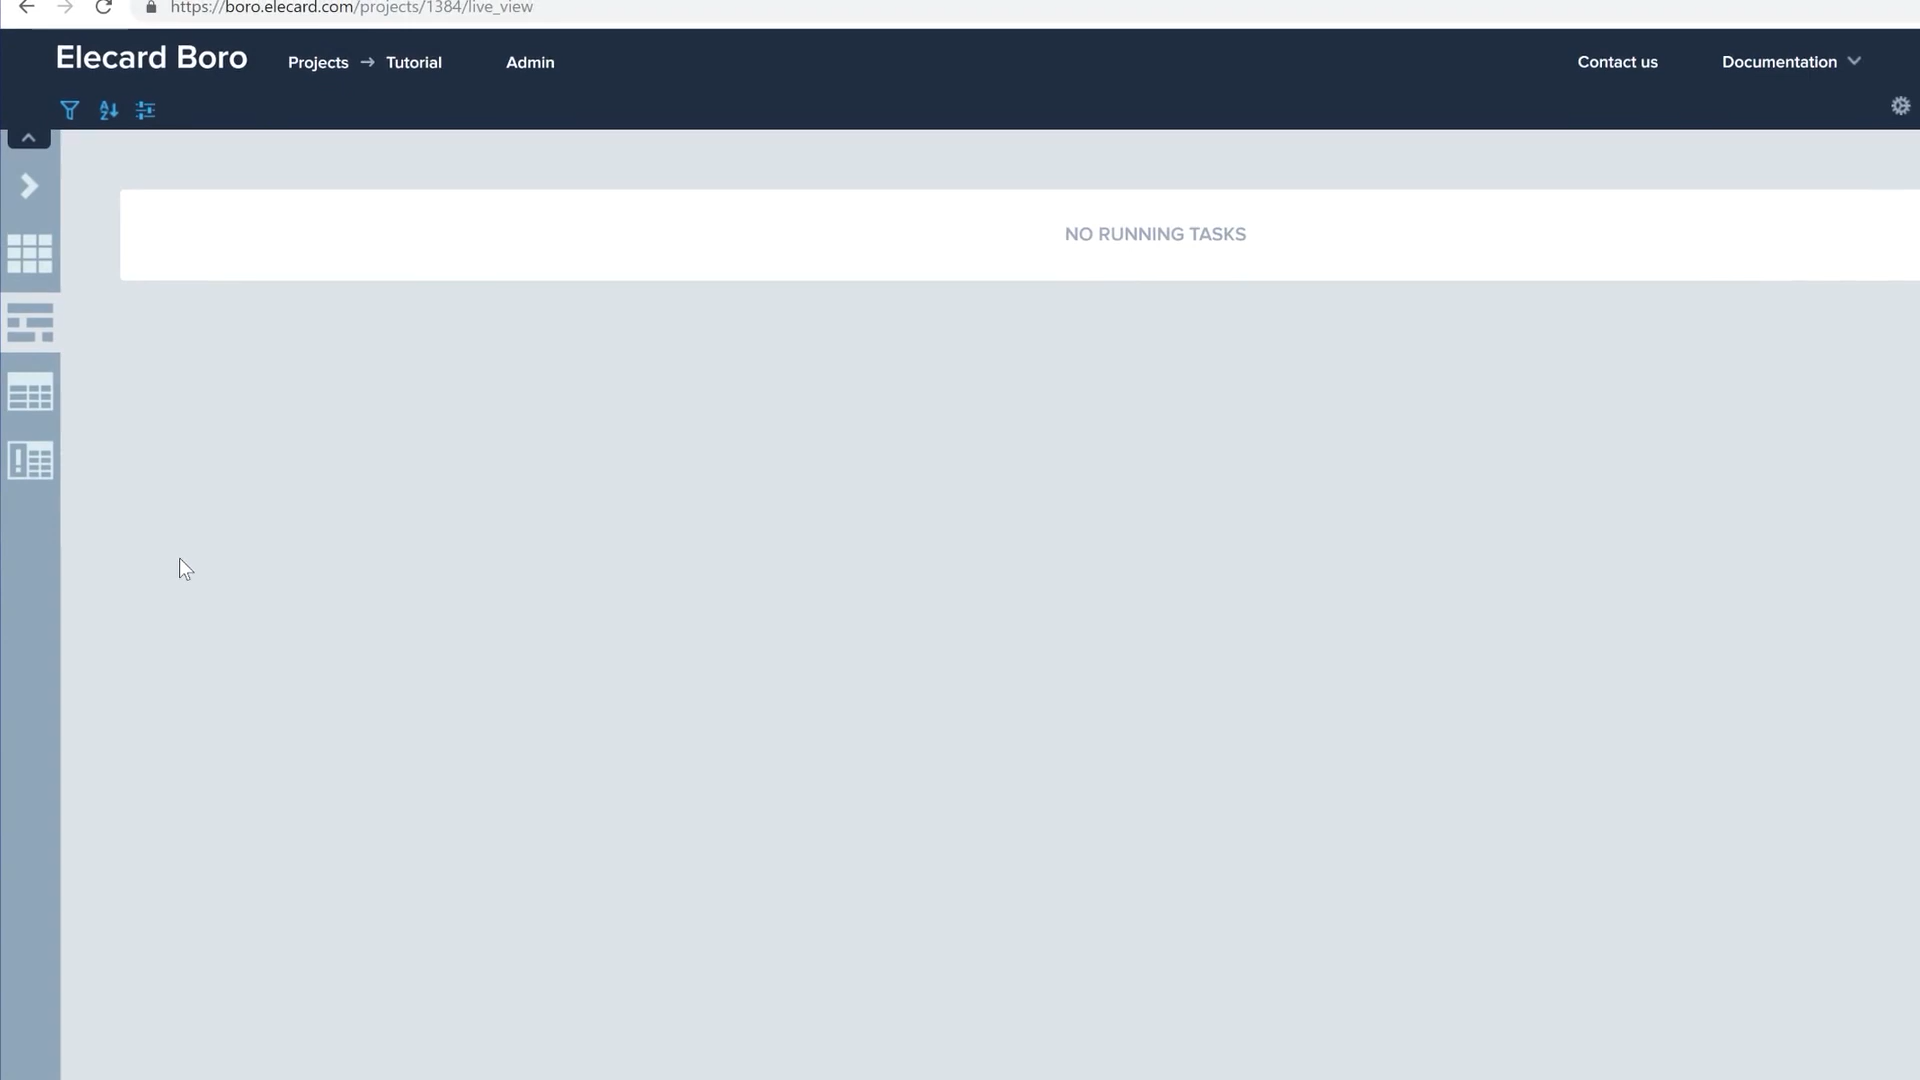 https://boro.elecard.com/projects/1384/live_view
Elecard Boro
Projects → Tutorial
Admin
Contact us
Documentation
NO RUNNING TASKS